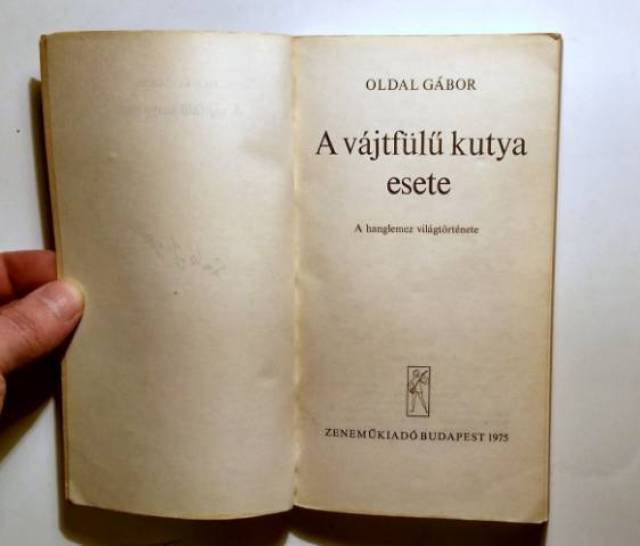 OLDAL GÁBOR
A vájtfülű kutya
esete
A hanglemez világtörténete
ZENEMŰKIADÓ BUDAPEST 1975